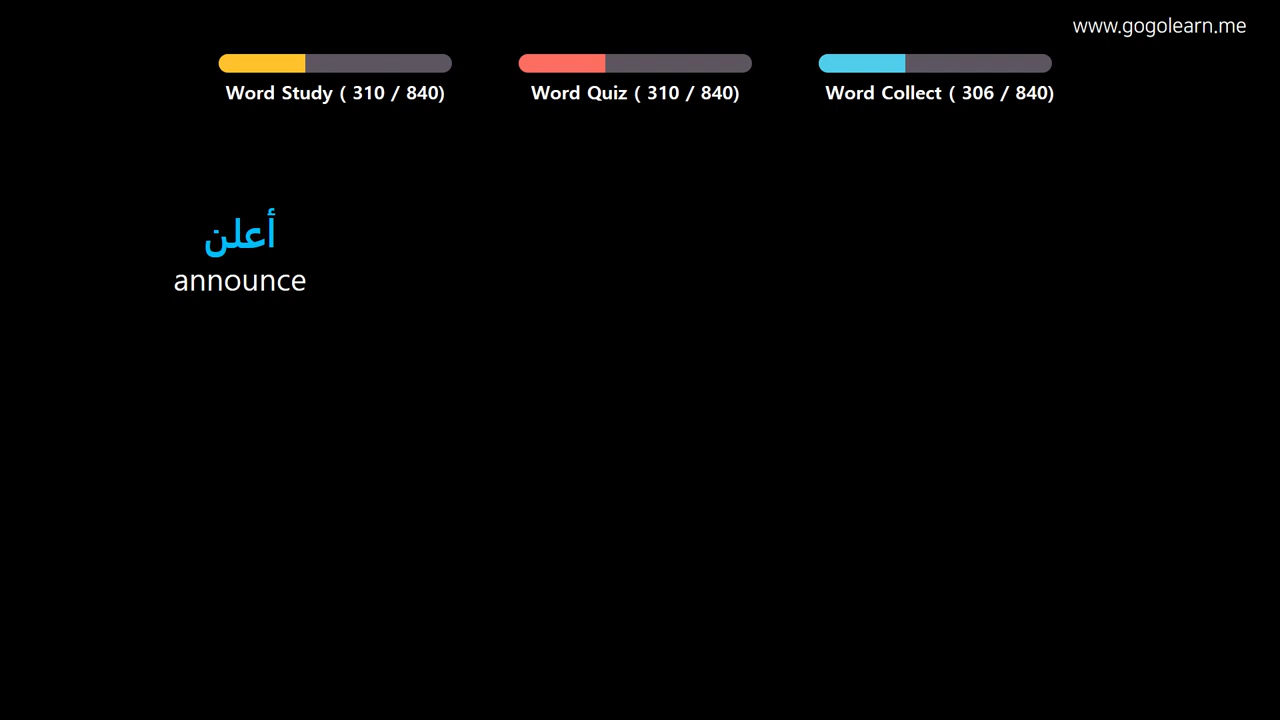 www.gogolearn.me
Word Study ( 310 / 840)
Word Quiz ( 310 / 840)
Word Collect ( 306 / 840)
أعلن
announce